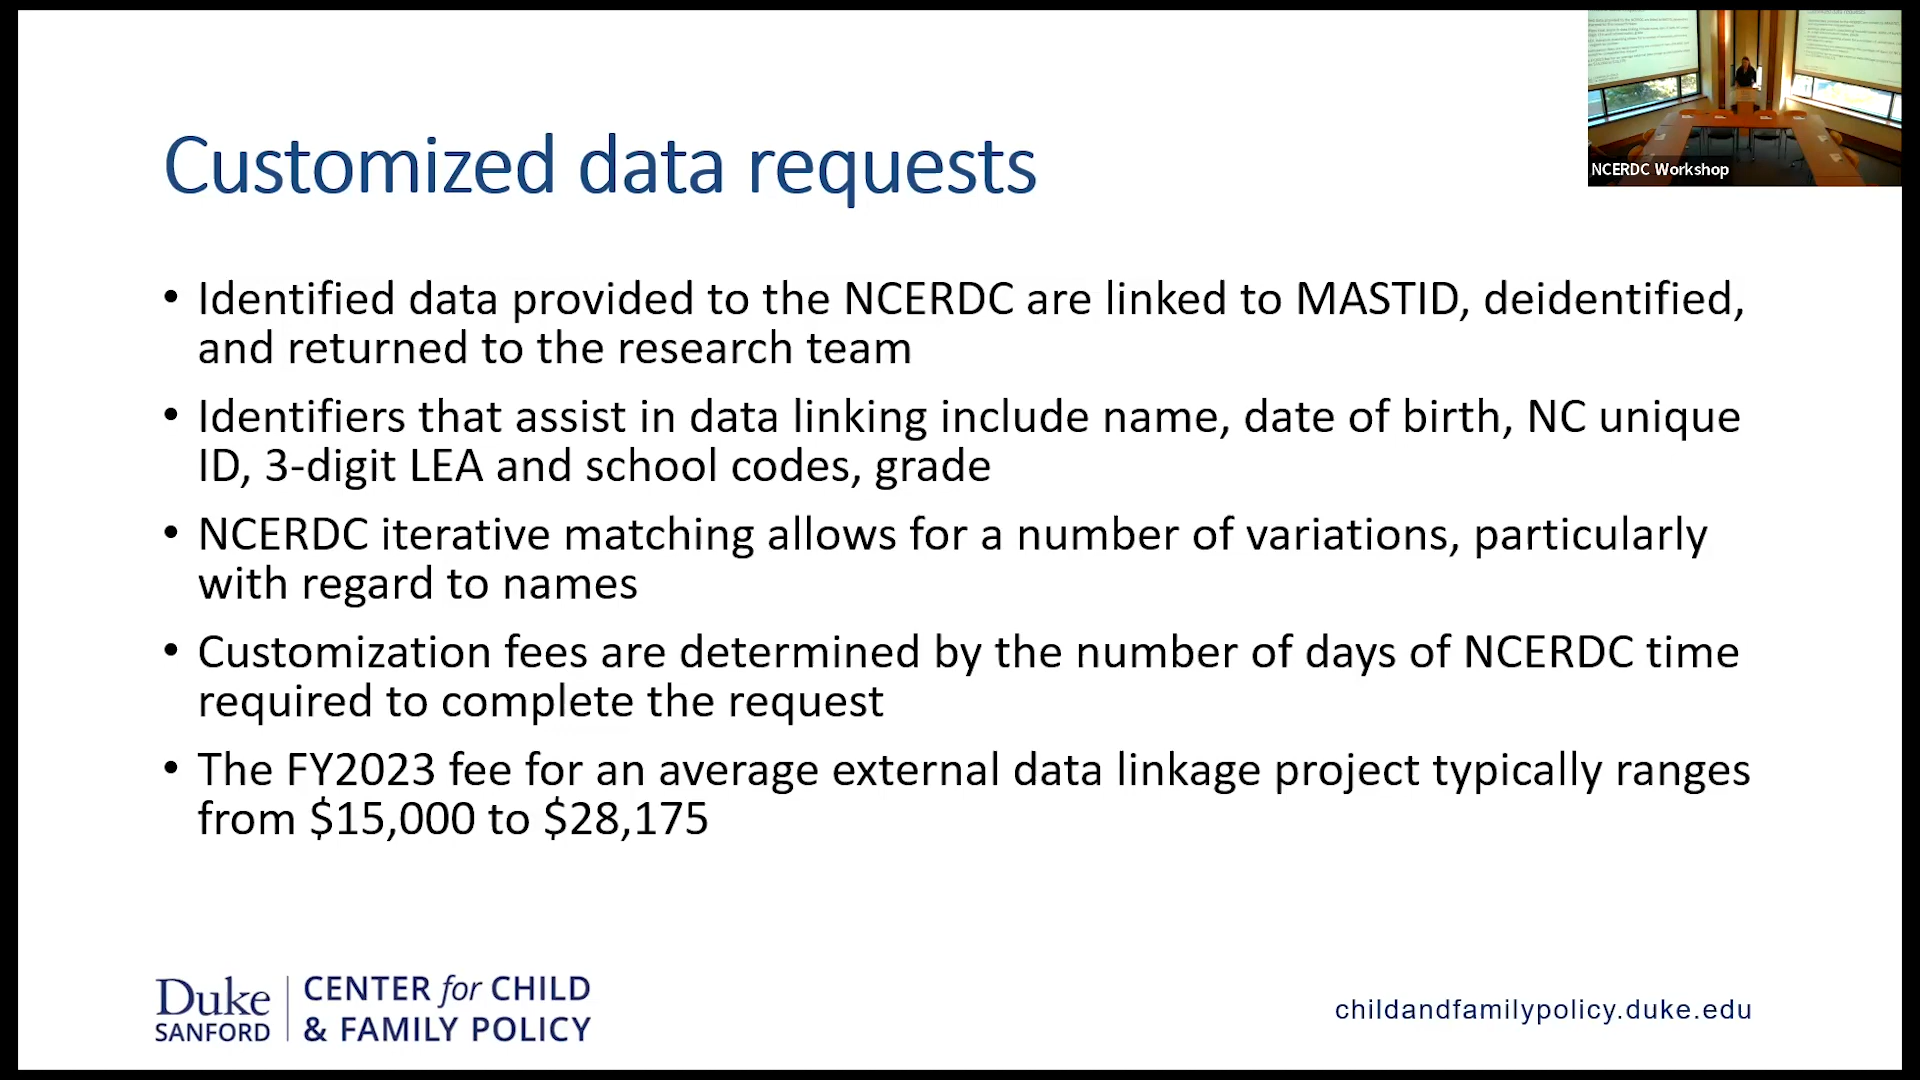 Customized data requests
NCERDC Workshop
• Identified data provided to the NCERDC are linked to MASTID, deidentified,
and returned to the research team
• Identifiers that assist in data linking include name, date of birth, NC unique
ID, 3-digit LEA and school codes, grade
• NCERDC iterative matching allows for a number of variations, particularly
with regard to names
• Customization fees are determined by the number of days of NCERDC time
required to complete the request
• The FY2023 fee for an average external data linkage project typically ranges
from $15,000 to $28,175
Duke
SANFORD
CENTER for CHILD
& FAMILY POLICY
childandfamilypolicy.duke.edu